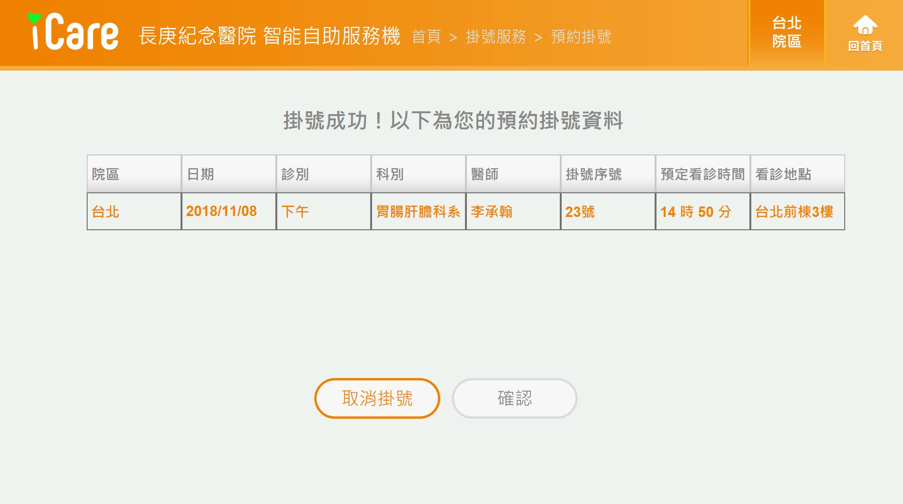 iCare 長庚紀念醫院 智能自助服務機 首頁 > 掛號服務 > 預約掛號
台北
院區
回首頁
掛號成功！以下為您的預約掛號資料
院區 日期 診別 科別 醫師 掛號序號 預定看診時間 看診地點
台北 2018/11/08 下午 胃腸肝膽科系 李承翰 23號 14 時 50 分 台北前棟3樓
取消掛號 確認